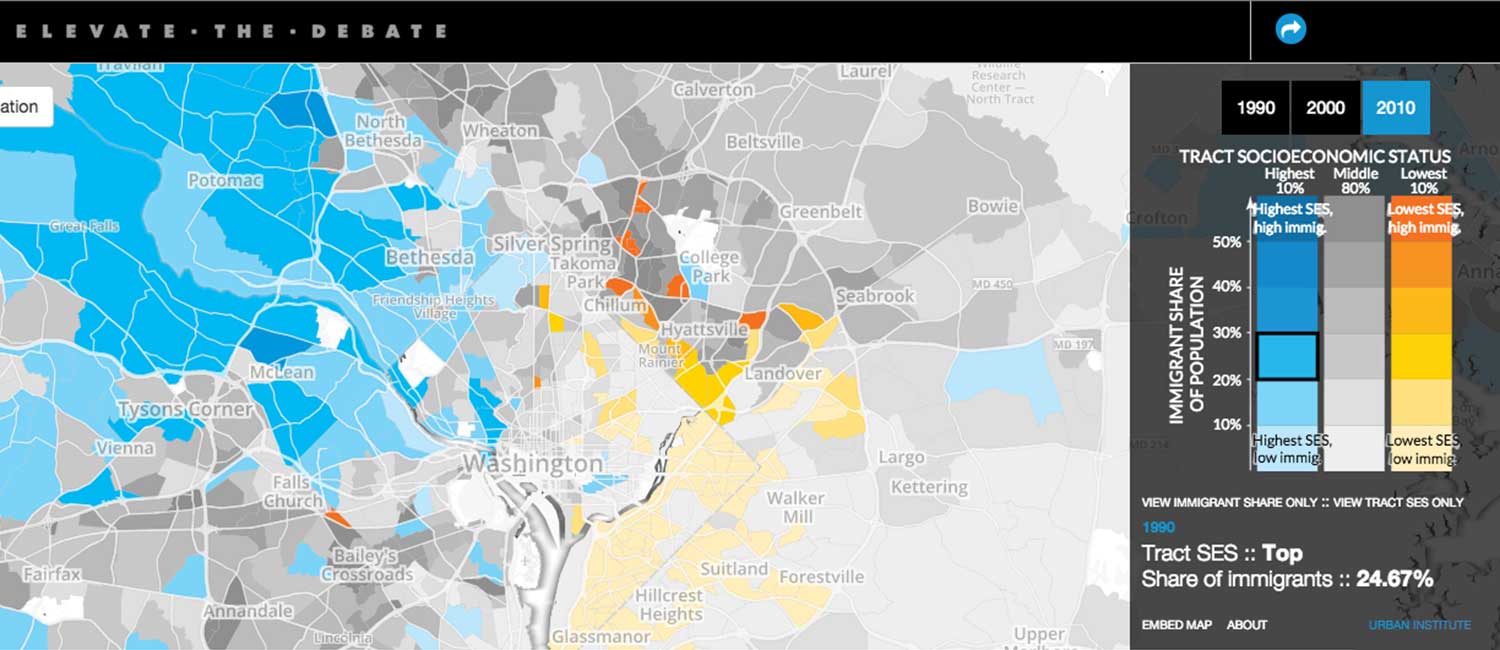 ELEVATE · THE · DEBATE
ation
Travilah
North
Bethesda
Wheaton
Calverton
Laurel
Wildlife
Research
Center —
North Tract
Beltsville
Potomac
Great Falls
Greenbelt
Bowie
Bethesda
Silver Spring
Takoma
Park
College
Park
Friendship Heights
Village
Chillum
Seabrook
MD 450
Hyattsville
Mount
Rainier
MD 197
McLean
Landover
Tysons Corner
Vienna
Washington
Largo
Kettering
Falls
Church
Walker
Mill
Bailey's
Crossroads
Fairfax
Suitland
Forestville
Annandale
Hillcrest
Heights
Lincolnia
Glassmanor
Upper
Marlboro
1990 2000 2010
TRACT SOCIOECONOMIC STATUS
Highest
10%
Middle
80%
Lowest
10%
Highest SES,
high immig.
Lowest SES,
high immig.
IMMIGRANT SHARE
OF POPULATION
50%
40%
30%
20%
10%
Highest SES,
low immig.
Lowest SES,
low immig.
Crofton
MD 214
VIEW IMMIGRANT SHARE ONLY :: VIEW TRACT SES ONLY
1990
Tract SES :: Top
Share of immigrants :: 24.67%
EMBED MAP ABOUT URBAN INSTITUTE